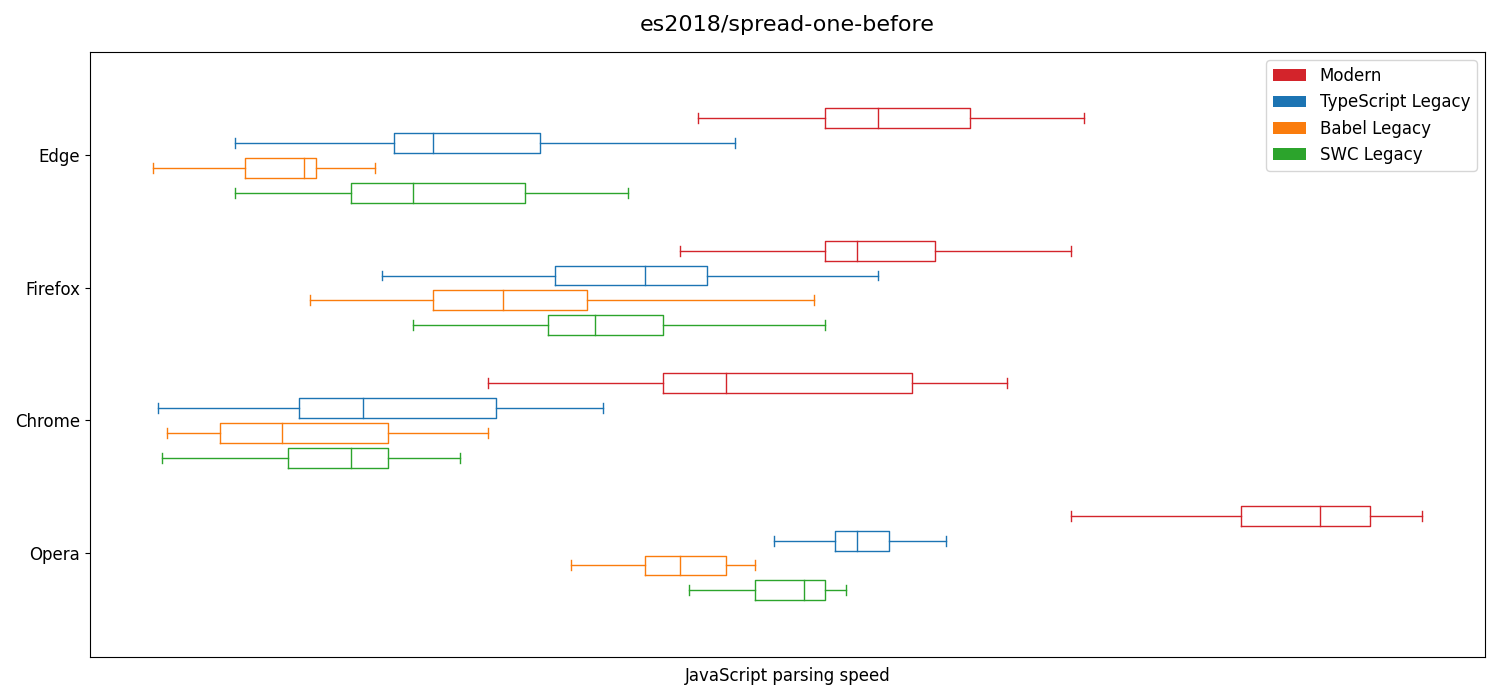 es2018/spread-one-before
Modern
TypeScript Legacy
Babel Legacy
SWC Legacy
Edge
Firefox
Chrome
Opera
JavaScript parsing speed